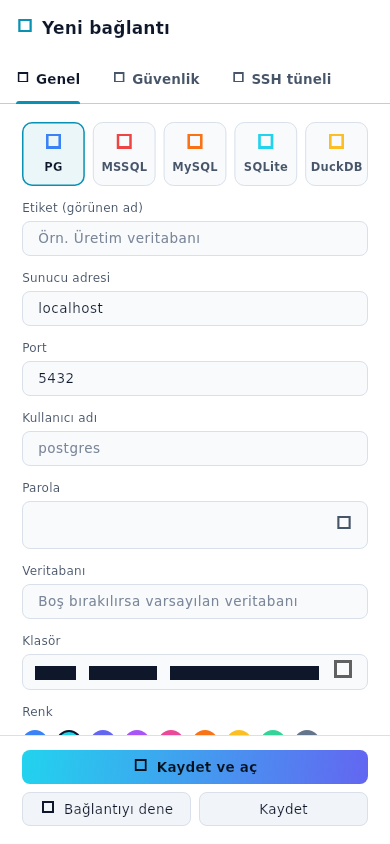 Yeni bağlantı
Genel Güvenlik SSH tüneli
PG MSSQL MySQL SQLite DuckDB
Etiket (görünen ad)
Örn. Üretim veritabanı
Sunucu adresi
localhost
Port
5432
Kullanıcı adı
postgres
Parola
Veritabanı
Boş bırakılırsa varsayılan veritabanı
Klasör
Renk
Kaydet ve aç
Bağlantıyı dene Kaydet